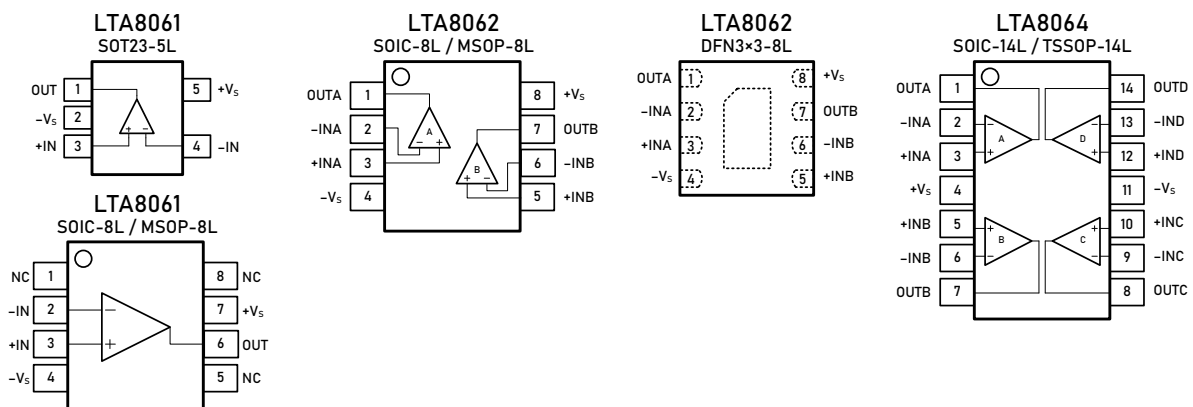 LTA8061
SOT23-5L
OUT 1 5 +VS
−VS 2
+IN 3 4 −IN
+ −
LTA8061
SOIC-8L / MSOP-8L
NC 1 8 NC
−IN 2 − 7 +VS
+IN 3 + 6 OUT
−VS 4 5 NC
LTA8062
SOIC-8L / MSOP-8L
OUTA 1 8 +VS
−INA 2 A 7 OUTB
− +
+INA 3 B 6 −INB
+ −
−VS 4 5 +INB
LTA8062
DFN3×3-8L
OUTA 1 8 +VS
−INA 2 7 OUTB
+INA 3 6 −INB
−VS 4 5 +INB
LTA8064
SOIC-14L / TSSOP-14L
OUTA 1 14 OUTD
−INA 2 − − 13 −IND
A D
+INA 3 + + 12 +IND
+VS 4 11 −VS
+INB 5 + + 10 +INC
B C
−INB 6 − − 9 −INC
OUTB 7 8 OUTC